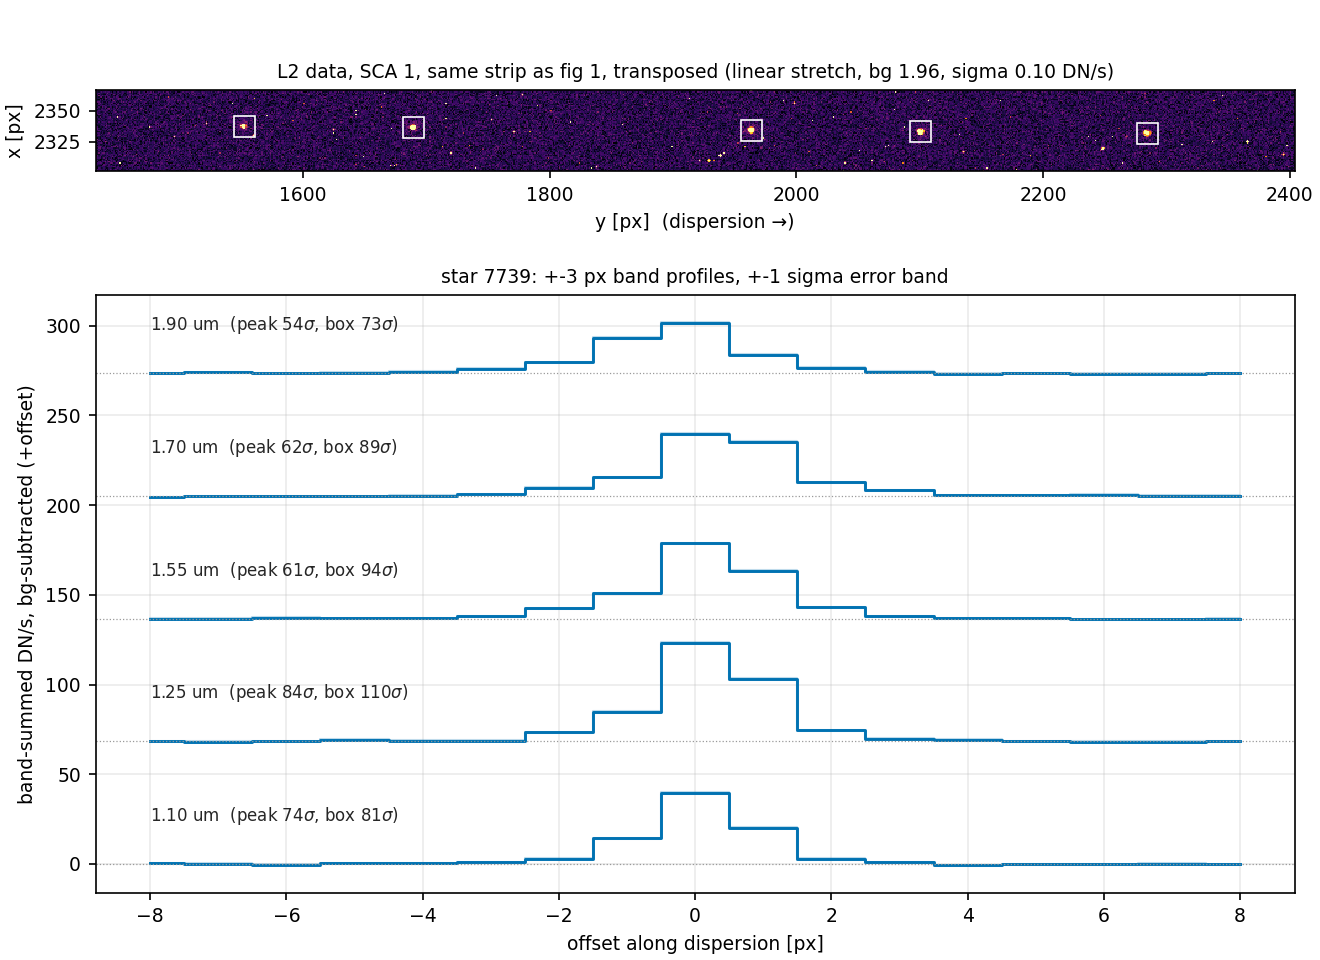 L2 data, SCA 1, same strip as fig 1, transposed (linear stretch, bg 1.96, sigma 0.10 DN/s)
x [px]
2350
2325
1600 1800 2000 2200 2400
y [px]  (dispersion →)
star 7739: +-3 px band profiles, +-1 sigma error band
band-summed DN/s, bg-subtracted (+offset)
300
250
200
150
100
50
0
1.90 um  (peak 54σ, box 73σ)
1.70 um  (peak 62σ, box 89σ)
1.55 um  (peak 61σ, box 94σ)
1.25 um  (peak 84σ, box 110σ)
1.10 um  (peak 74σ, box 81σ)
−8 −6 −4 −2 0 2 4 6 8
offset along dispersion [px]